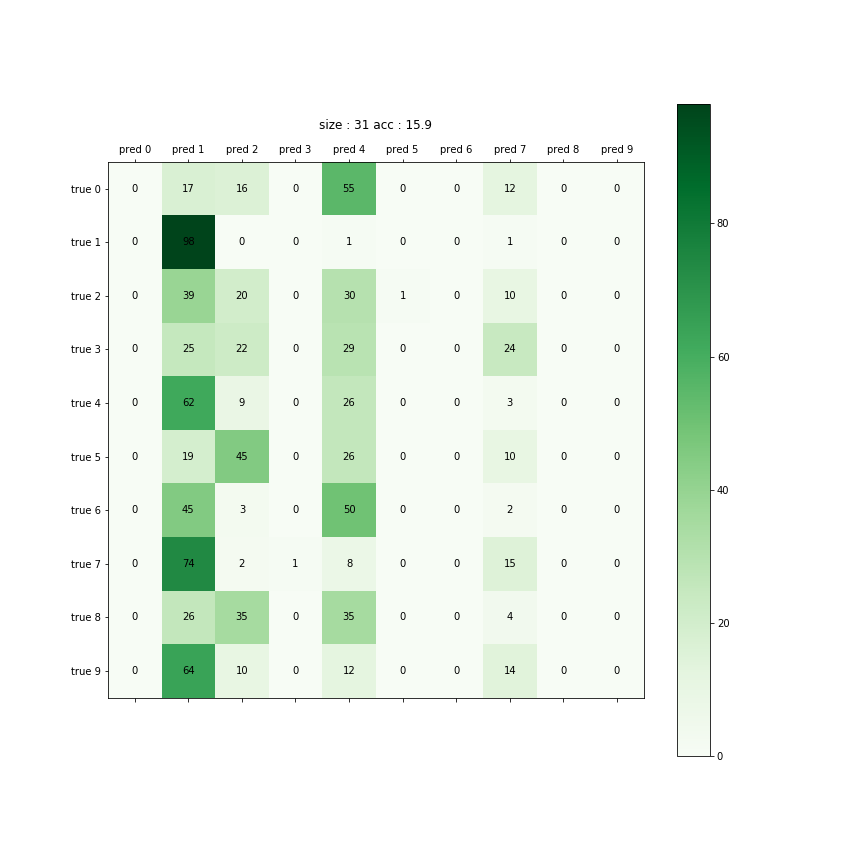 size : 31 acc : 15.9
pred 0 pred 1 pred 2 pred 3 pred 4 pred 5 pred 6 pred 7 pred 8 pred 9
true 0 0 17 16 0 55 0 0 12 0 0
true 1 0 98 0 0 1 0 0 1 0 0
80
true 2 0 39 20 0 30 1 0 10 0 0
true 3 0 25 22 0 29 0 0 24 0 0
60
true 4 0 62 9 0 26 0 0 3 0 0
true 5 0 19 45 0 26 0 0 10 0 0
40
true 6 0 45 3 0 50 0 0 2 0 0
true 7 0 74 2 1 8 0 0 15 0 0
true 8 0 26 35 0 35 0 0 4 0 0
20
true 9 0 64 10 0 12 0 0 14 0 0
0